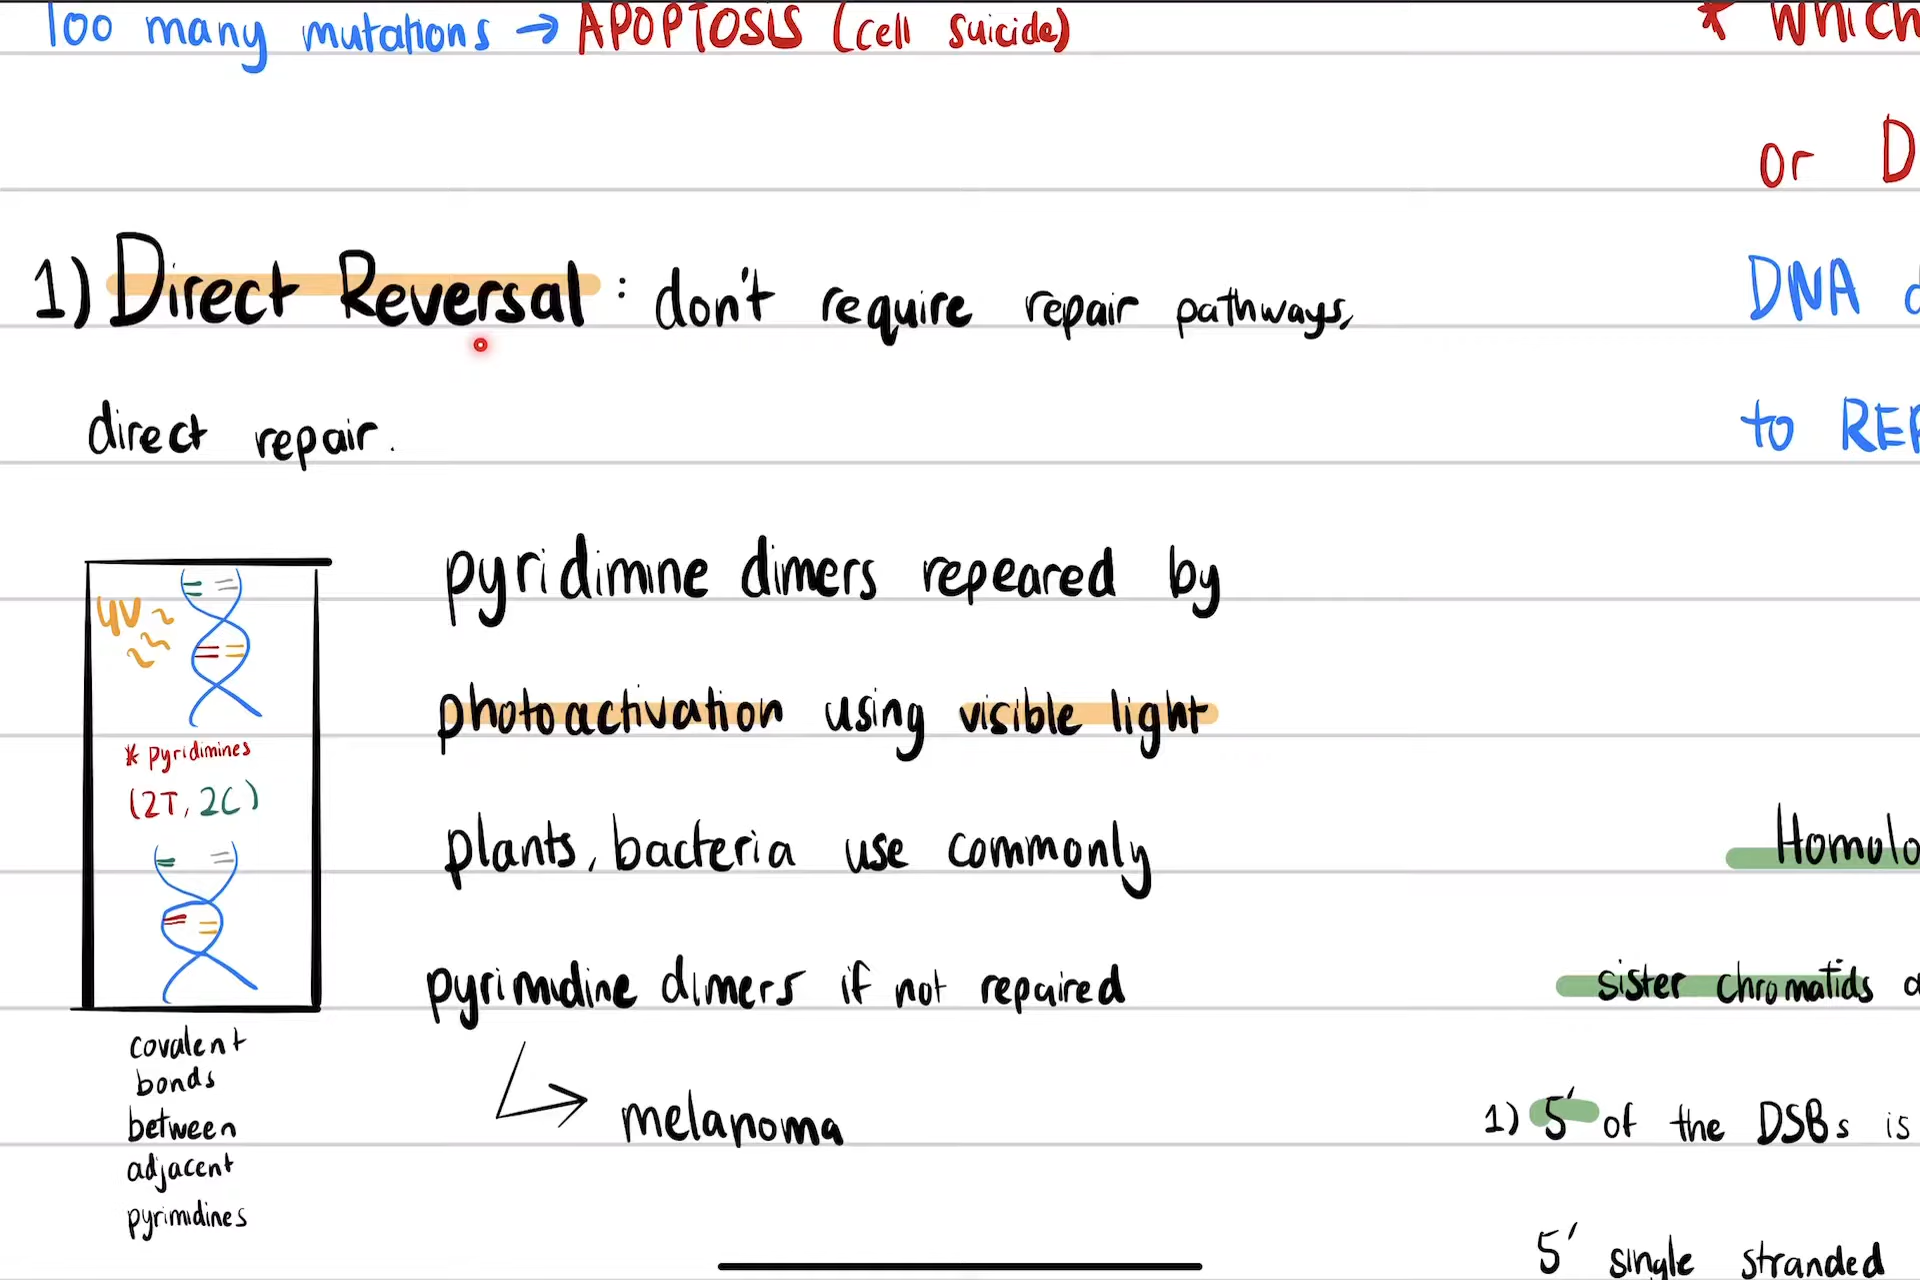 Too many mutations → APOPTOSIS (cell suicide)
1) Direct Reversal : don't require repair pathways,
direct repair.
UV
* pyridimines
(2T, 2C)
covalent
bonds
between
adjacent
pyrimidines
pyridimine dimers repeared by
photoactivation using visible light
plants, bacteria use commonly
pyrimidine dimers if not repaired
melanoma
* which
or D
DNA
to REP
Homolo
sister chromatids
1) 5' of the DSBs is
5' single stranded